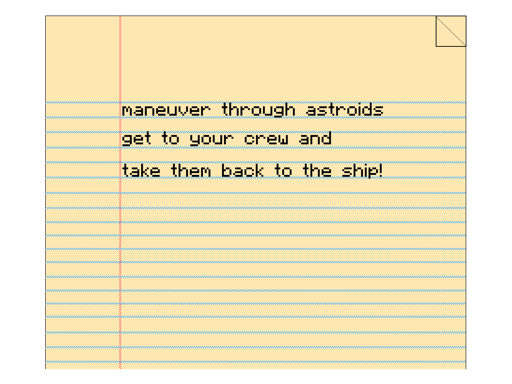 maneuver through astroids
get to your crew and
take them back to the ship!